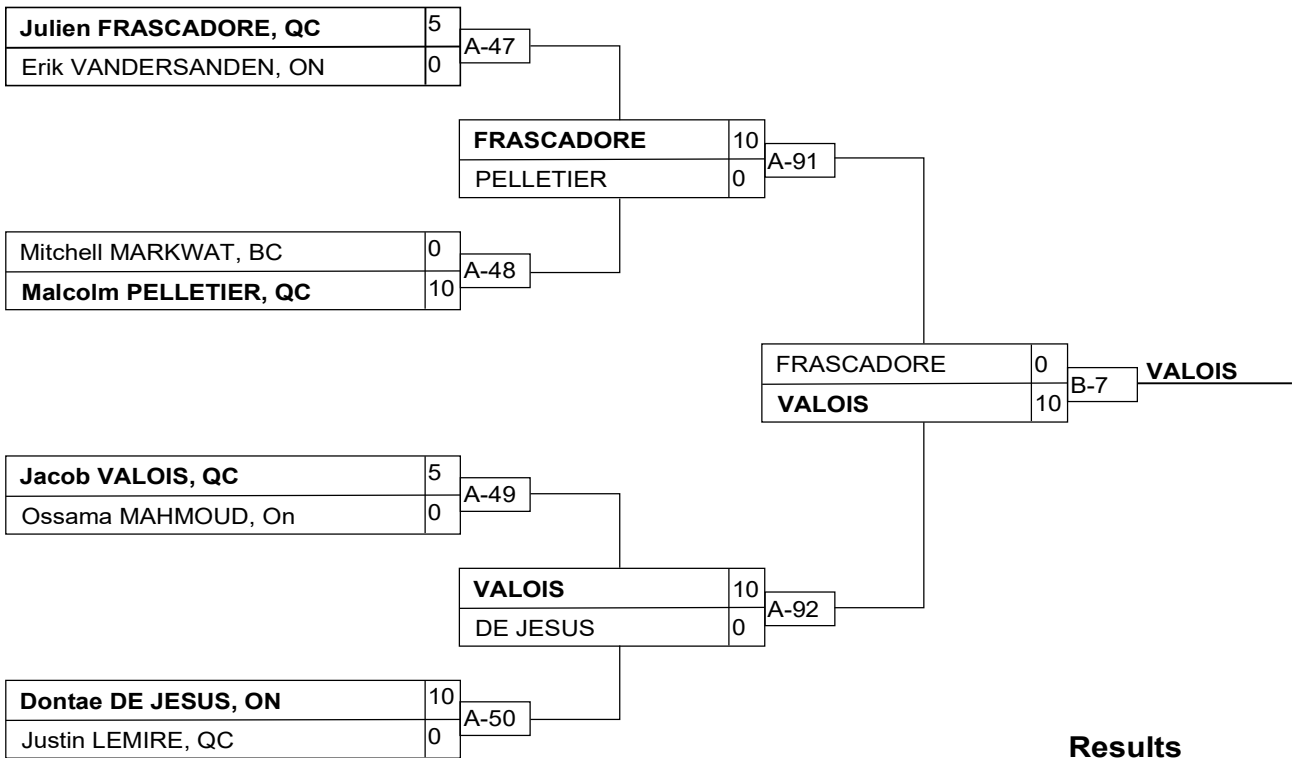 Julien FRASCADORE, QC 5
A-47
Erik VANDERSANDEN, ON 0
FRASCADORE 10
A-91
PELLETIER 0
Mitchell MARKWAT, BC 0
A-48
Malcolm PELLETIER, QC 10
FRASCADORE 0
B-7
VALOIS
VALOIS 10
Jacob VALOIS, QC 5
A-49
Ossama MAHMOUD, On 0
VALOIS 10
A-92
DE JESUS 0
Dontae DE JESUS, ON 10
A-50
Justin LEMIRE, QC 0
Results